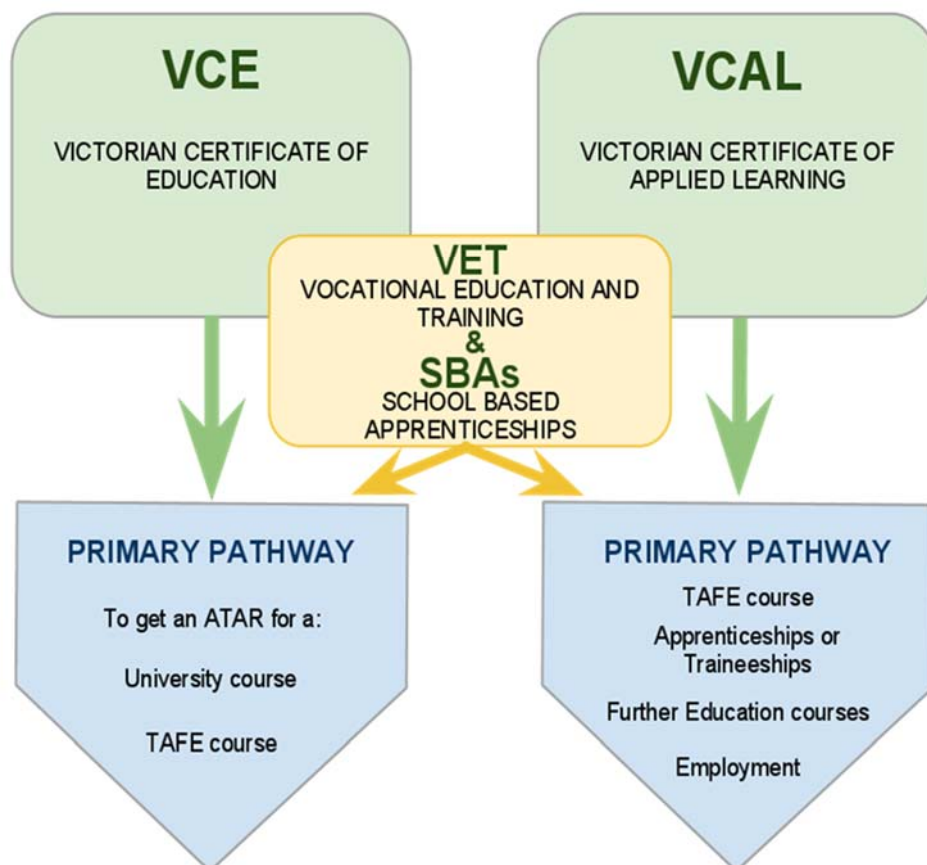 VCE
VICTORIAN CERTIFICATE OF
EDUCATION
VCAL
VICTORIAN CERTIFICATE OF
APPLIED LEARNING
VET
VOCATIONAL EDUCATION AND
TRAINING
&
SBAs
SCHOOL BASED
APPRENTICESHIPS
PRIMARY PATHWAY
To get an ATAR for a:
University course
TAFE course
PRIMARY PATHWAY
TAFE course
Apprenticeships or
Traineeships
Further Education courses
Employment